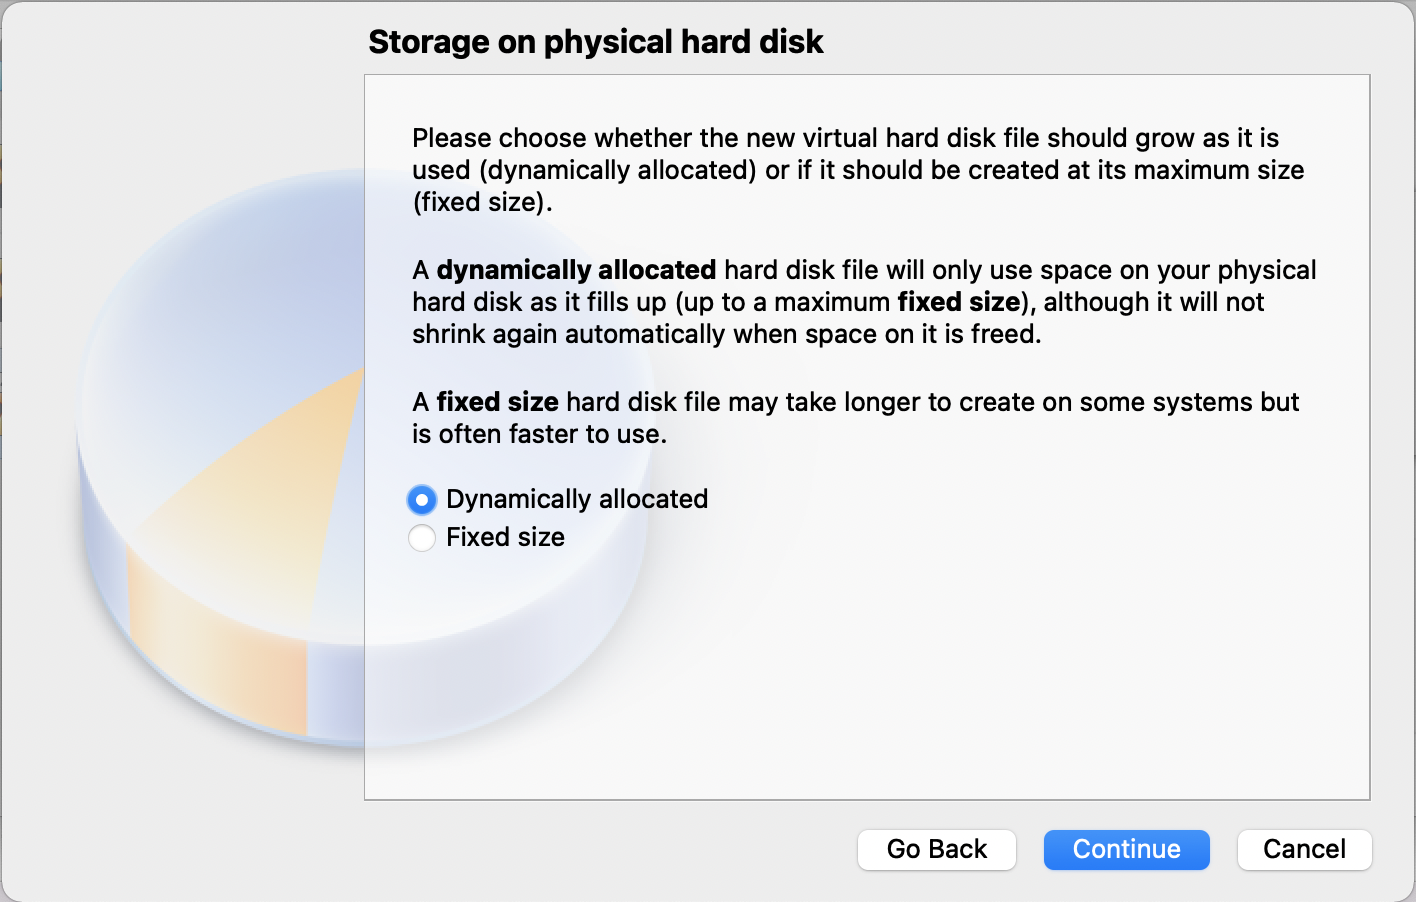 Storage on physical hard disk
Please choose whether the new virtual hard disk file should grow as it is
used (dynamically allocated) or if it should be created at its maximum size
(fixed size).
A dynamically allocated hard disk file will only use space on your physical
hard disk as it fills up (up to a maximum fixed size), although it will not
shrink again automatically when space on it is freed.
A fixed size hard disk file may take longer to create on some systems but
is often faster to use.
Dynamically allocated
Fixed size
Go Back
Continue
Cancel